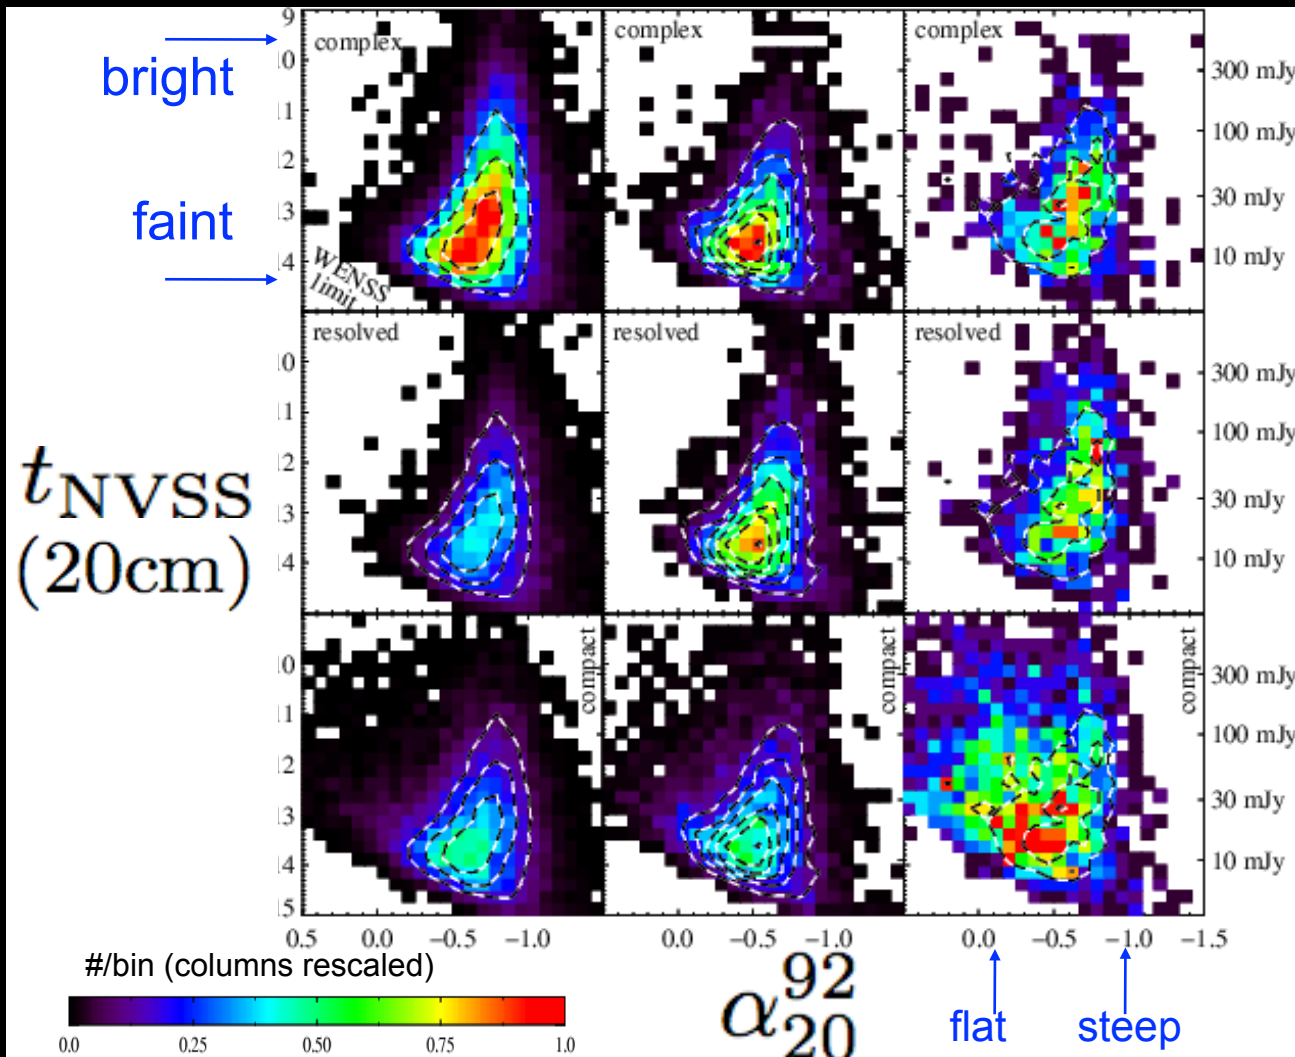 9
10
11
12
13
14
complex
WENSS
limit
complex
complex
300 mJy
100 mJy
30 mJy
10 mJy
bright
faint
10
11
12
13
14
resolved
resolved
resolved
300 mJy
100 mJy
30 mJy
10 mJy
t NVSS
(20cm)
10
11
12
13
14
15
compact
compact
compact
300 mJy
100 mJy
30 mJy
10 mJy
0.5 0.0 −0.5 −1.0
0.0 −0.5 −1.0
0.0 −0.5 −1.0 −1.5
α 92 20
flat steep
#/bin (columns rescaled)
0.0 0.25 0.50 0.75 1.0